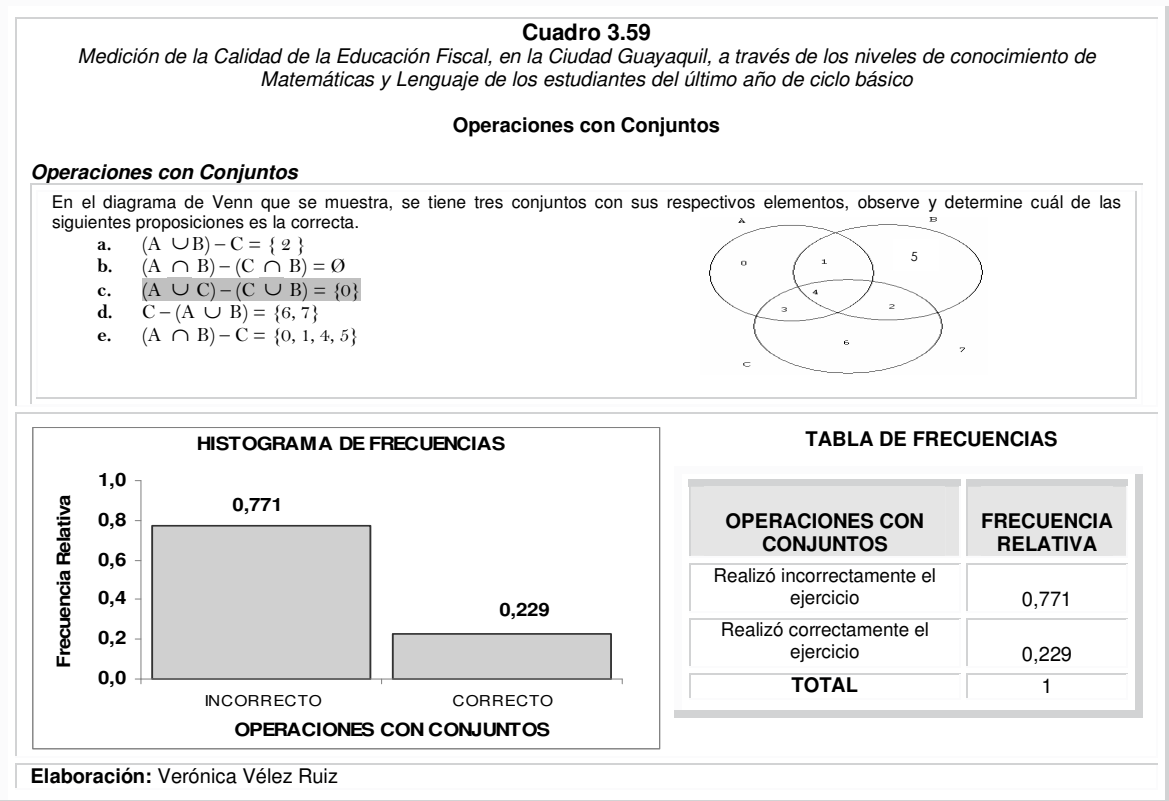 Cuadro 3.59
Medición de la Calidad de la Educación Fiscal, en la Ciudad Guayaquil, a través de los niveles de conocimiento de
Matemáticas y Lenguaje de los estudiantes del último año de ciclo básico
Operaciones con Conjuntos
Operaciones con Conjuntos
En el diagrama de Venn que se muestra, se tiene tres conjuntos con sus respectivos elementos, observe y determine cuál de las
siguientes proposiciones es la correcta.
a. (A ∪ B) – C = { 2 }
b. (A ∩ B) – (C ∩ B) = Ø
c. (A ∪ C) – (C ∪ B) = {0}
d. C – (A ∪ B) = {6, 7}
e. (A ∩ B) – C = {0, 1, 4, 5}
A
B
0
1
5
4
3
2
6
7
C
HISTOGRAMA DE FRECUENCIAS
Frecuencia Relativa
1,0
0,8
0,6
0,4
0,2
0,0
0,771
0,229
INCORRECTO
CORRECTO
OPERACIONES CON CONJUNTOS
TABLA DE FRECUENCIAS
OPERACIONES CON
CONJUNTOS
FRECUENCIA
RELATIVA
Realizó incorrectamente el
ejercicio
0,771
Realizó correctamente el
ejercicio
0,229
TOTAL
1
Elaboración: Verónica Vélez Ruiz